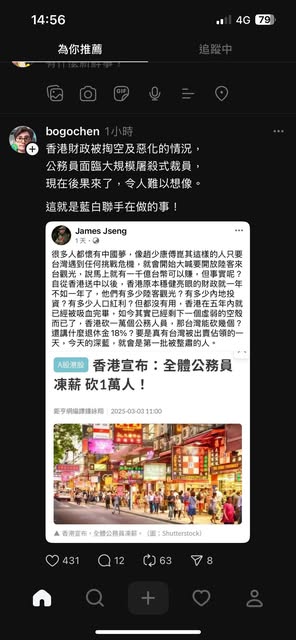 14:56
4G
79
為你推薦
追蹤中
有什麼新鮮事？
GIF
bogochen 1小時
香港財政被掏空及惡化的情況，
公務員面臨大規模屠殺式裁員，
現在後果來了，令人難以想像。
這就是藍白聯手在做的事！
James Jseng
1天
很多人都懷有中國夢，像趙少康傅崐萁這樣的人只要
台灣遇到任何挑戰危機，就會開始大喊要開放陸客來
台觀光，說馬上就有一千億台幣可以賺，但事實呢？
自從香港送中以後，香港原本穩健亮眼的財政就一年
不如一年了，他們有多少陸客觀光？有多少內地投
資？有多少人口紅利？但都沒有用，香港在五年內就
已經被吸血完畢，如今其實已經剩下一個虛弱的空殼
而已了，香港砍一萬個公務人員，那台灣能砍幾個？
還講什麼退休金18%？要是真有台灣被出賣佔領的一
天，今天的深藍，就會是第一批被整肅的人。
A股港股
香港宣布：全體公務員
凍薪 砍1萬人！
鉅亨網編譯鍾詠翔
2025-03-03 11:00
▲ 香港宣布，全體公務員凍薪。（圖：Shutterstock）
431
12
63
8